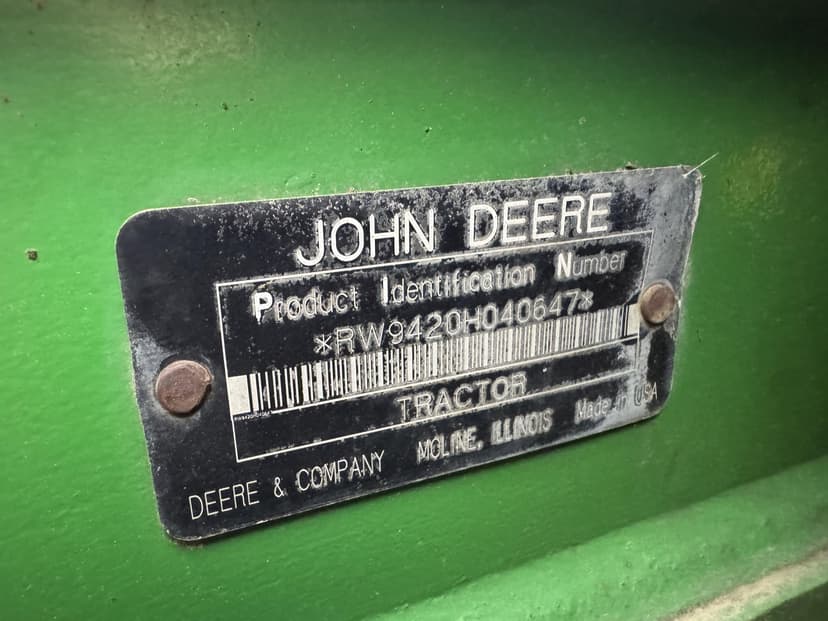 JOHN DEERE
Product Identification Number
*RW9420H040647*
TRACTOR
DEERE & COMPANY MOLINE, ILLINOIS Made in USA